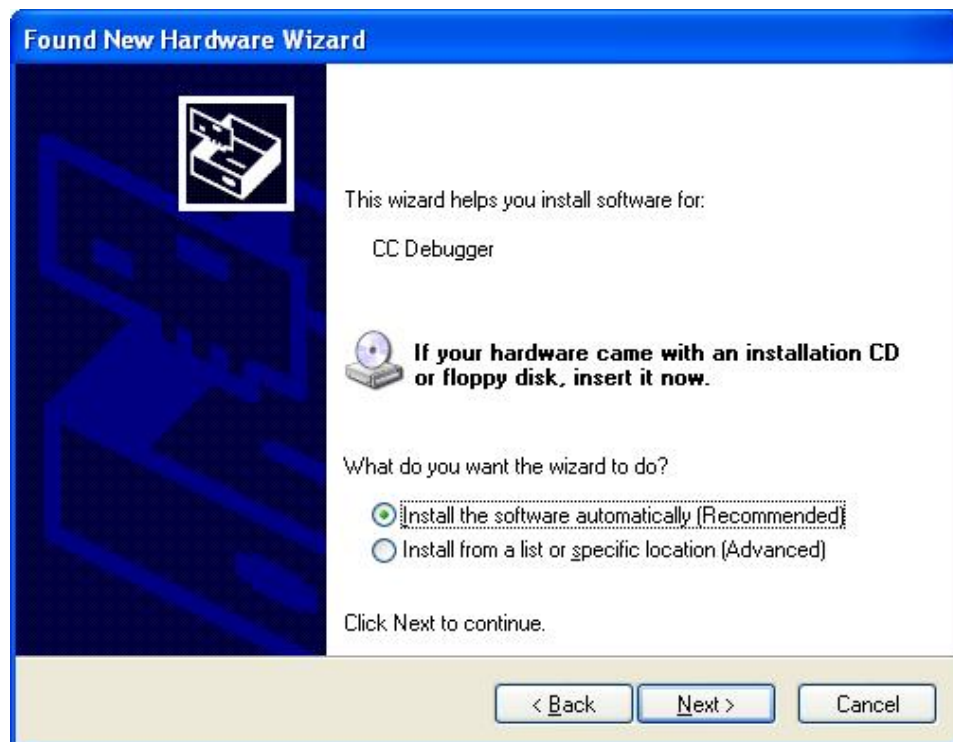 Found New Hardware Wizard
This wizard helps you install software for:
CC Debugger
If your hardware came with an installation CD
or floppy disk, insert it now.
What do you want the wizard to do?
Install the software automatically (Recommended)
Install from a list or specific location (Advanced)
Click Next to continue.
< Back
Next >
Cancel